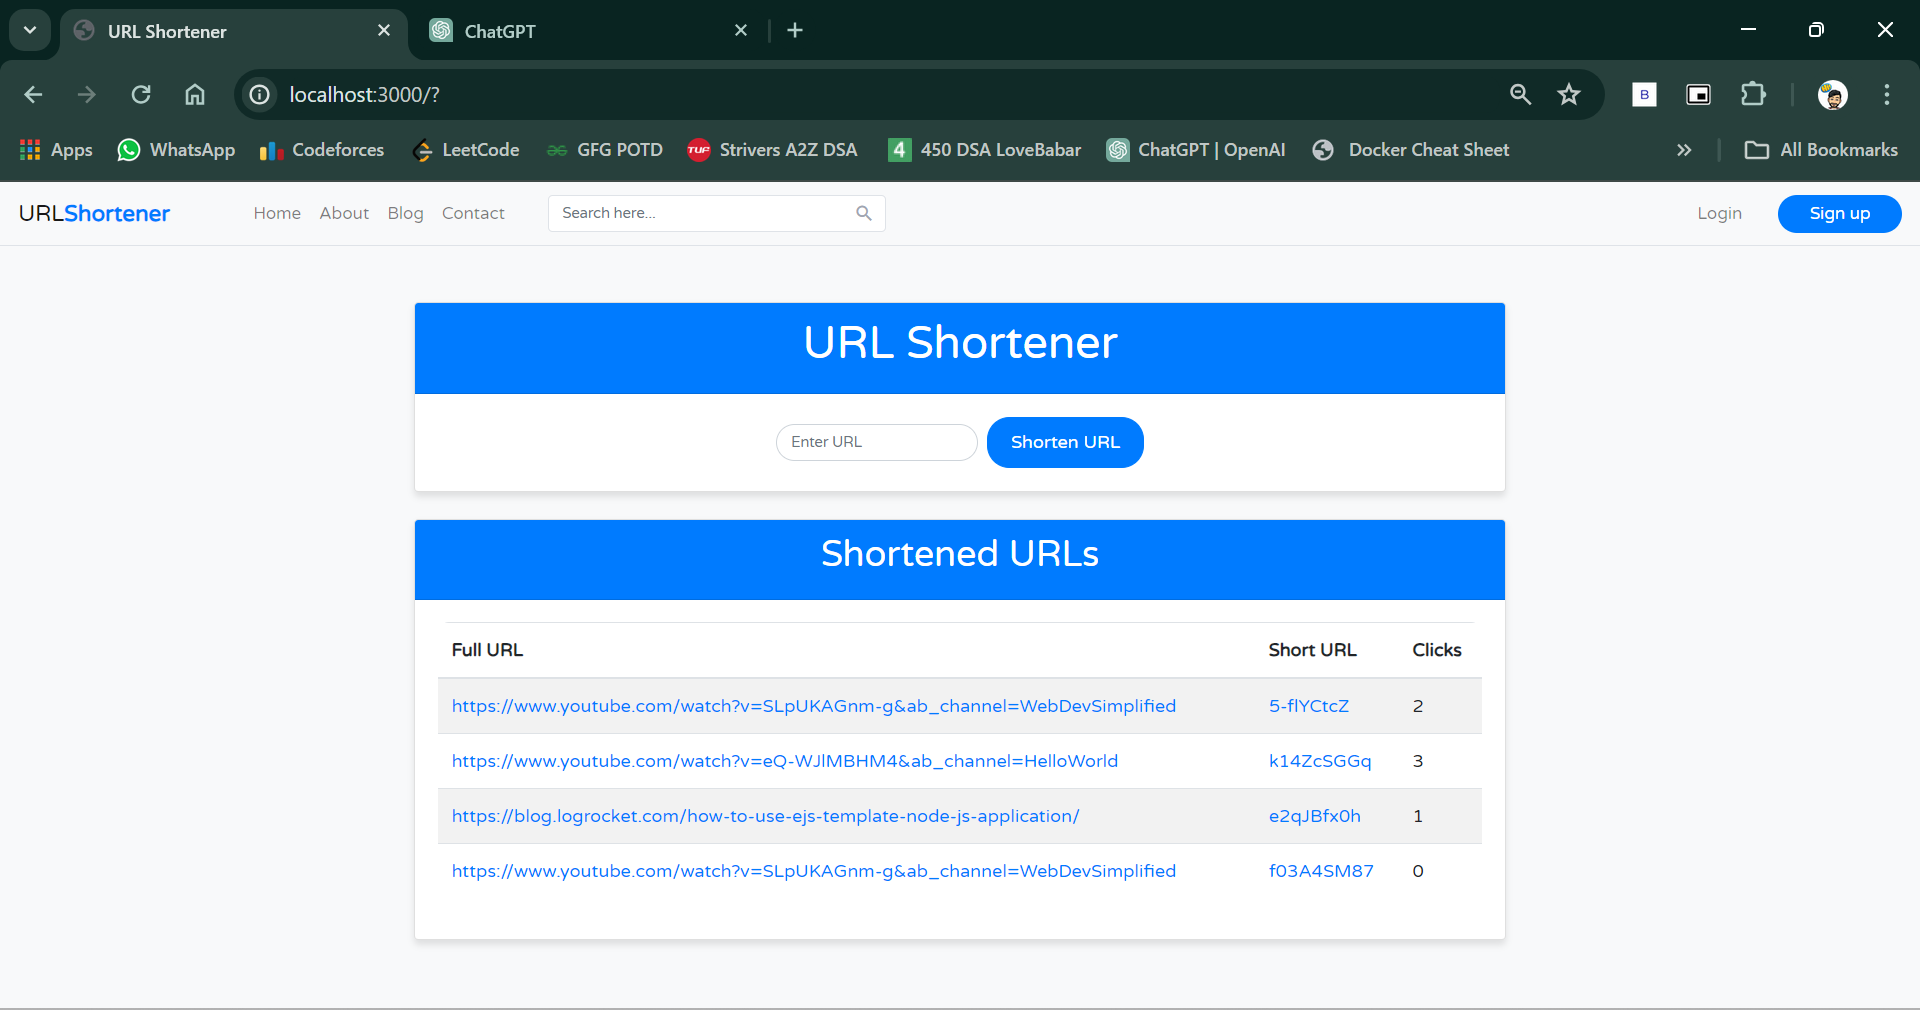 URL Shortener ChatGPT
localhost:3000/?
B
Apps WhatsApp Codeforces LeetCode GFG POTD TUF Strivers A2Z DSA 4 450 DSA LoveBabar ChatGPT | OpenAI Docker Cheat Sheet » All Bookmarks
URLShortener Home About Blog Contact Search here... Login Sign up
URL Shortener
Enter URL Shorten URL
Shortened URLs
Full URL Short URL Clicks
https://www.youtube.com/watch?v=SLpUKAGnm-g&ab_channel=WebDevSimplified 5-flYCtcZ 2
https://www.youtube.com/watch?v=eQ-WJlMBHM4&ab_channel=HelloWorld k14ZcSGGq 3
https://blog.logrocket.com/how-to-use-ejs-template-node-js-application/ e2qJBfx0h 1
https://www.youtube.com/watch?v=SLpUKAGnm-g&ab_channel=WebDevSimplified f03A4SM87 0